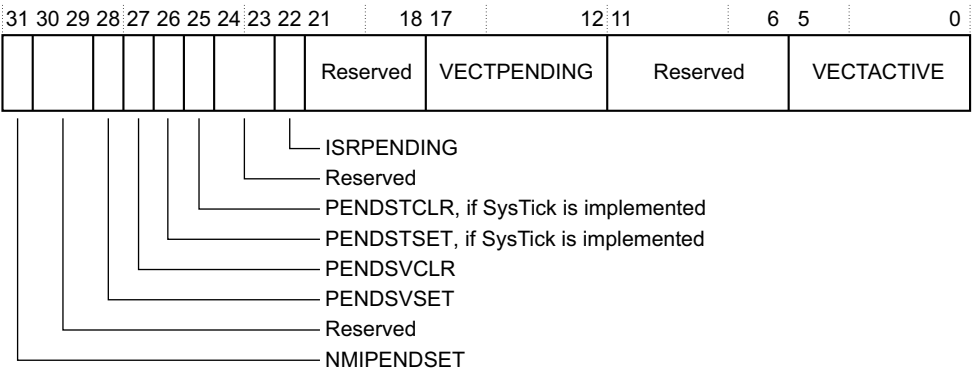 31 30 29 28 27 26 25 24 23 22 21 18 17 12 11 6 5 0
Reserved VECTPENDING Reserved VECTACTIVE
ISRPENDING
Reserved
PENDSTCLR, if SysTick is implemented
PENDSTSET, if SysTick is implemented
PENDSVCLR
PENDSVSET
Reserved
NMIPENDSET